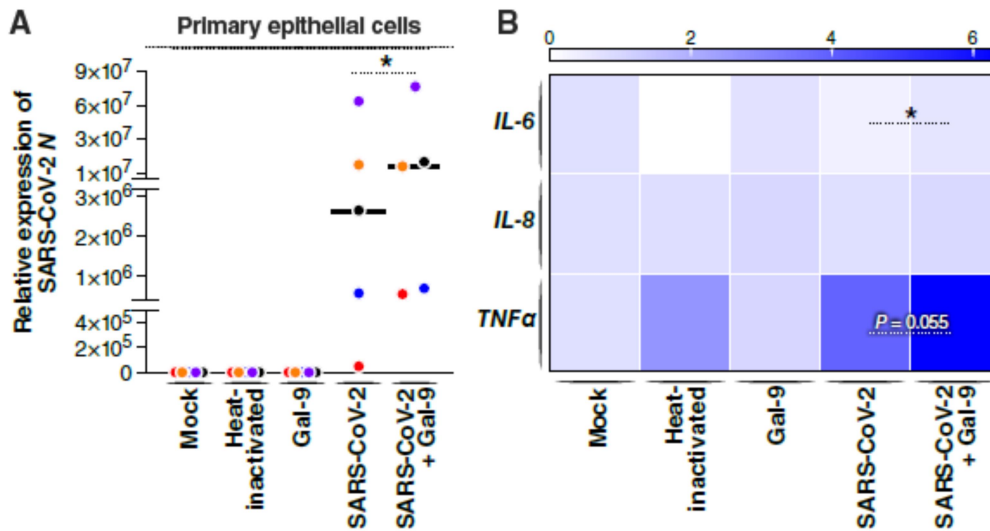 A
Primary epithelial cells
Relative expression of
SARS-CoV-2 N
9×10⁷
6×10⁷
3×10⁷
1×10⁷
3×10⁶
2×10⁶
1×10⁶
4×10⁵
2×10⁵
0
*
Mock
Heat-
inactivated
Gal-9
SARS-CoV-2
SARS-CoV-2
+ Gal-9
B
0 2 4 6
IL-6
*
IL-8
TNFα
P = 0.055
Mock
Heat-
inactivated
Gal-9
SARS-CoV-2
SARS-CoV-2
+ Gal-9